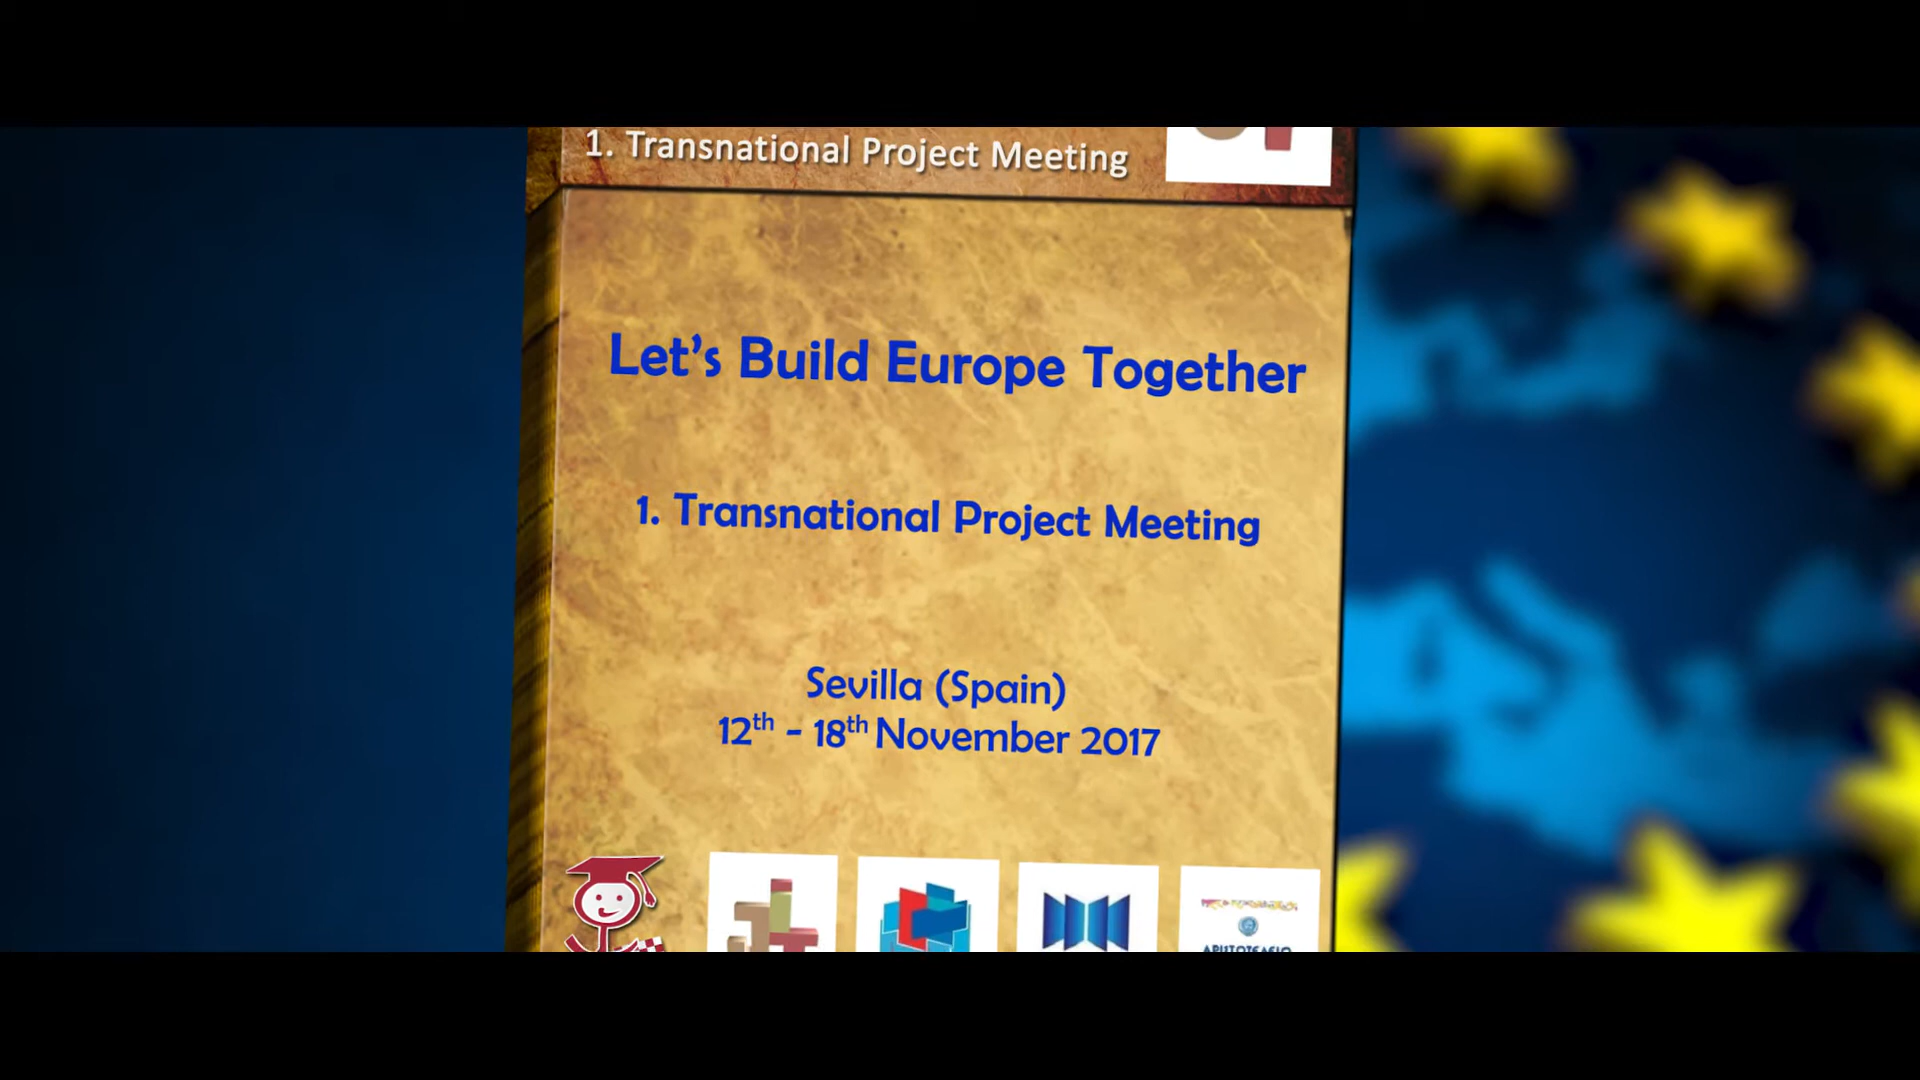 1. Transnational Project Meeting
Let's Build Europe Together
1. Transnational Project Meeting
Sevilla (Spain)
12th - 18th November 2017